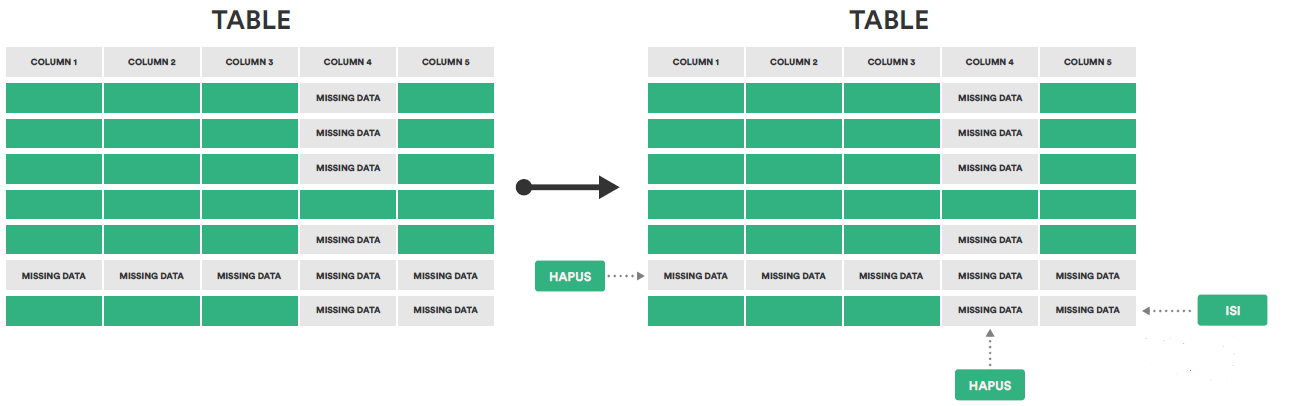 TABLE
COLUMN 1 COLUMN 2 COLUMN 3 COLUMN 4 COLUMN 5
MISSING DATA
MISSING DATA
MISSING DATA
MISSING DATA
MISSING DATA MISSING DATA MISSING DATA MISSING DATA MISSING DATA
MISSING DATA MISSING DATA
TABLE
COLUMN 1 COLUMN 2 COLUMN 3 COLUMN 4 COLUMN 5
MISSING DATA
MISSING DATA
MISSING DATA
MISSING DATA
HAPUS
MISSING DATA MISSING DATA MISSING DATA MISSING DATA MISSING DATA
MISSING DATA MISSING DATA
ISI
HAPUS